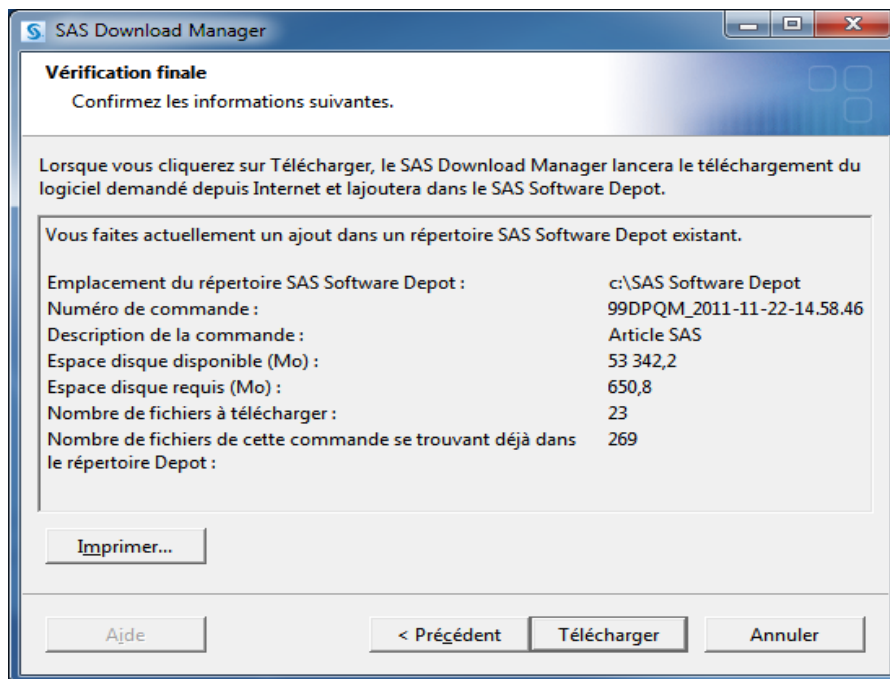 SAS Download Manager
Vérification finale
Confirmez les informations suivantes.
Lorsque vous cliquerez sur Télécharger, le SAS Download Manager lancera le téléchargement du
logiciel demandé depuis Internet et lajoutera dans le SAS Software Depot.
Vous faites actuellement un ajout dans un répertoire SAS Software Depot existant.
Emplacement du répertoire SAS Software Depot : c:\SAS Software Depot
Numéro de commande : 99DPQM_2011-11-22-14.58.46
Description de la commande : Article SAS
Espace disque disponible (Mo) : 53 342,2
Espace disque requis (Mo) : 650,8
Nombre de fichiers à télécharger : 23
Nombre de fichiers de cette commande se trouvant déjà dans 269
le répertoire Depot :
Imprimer...
Aide < Précédent Télécharger Annuler